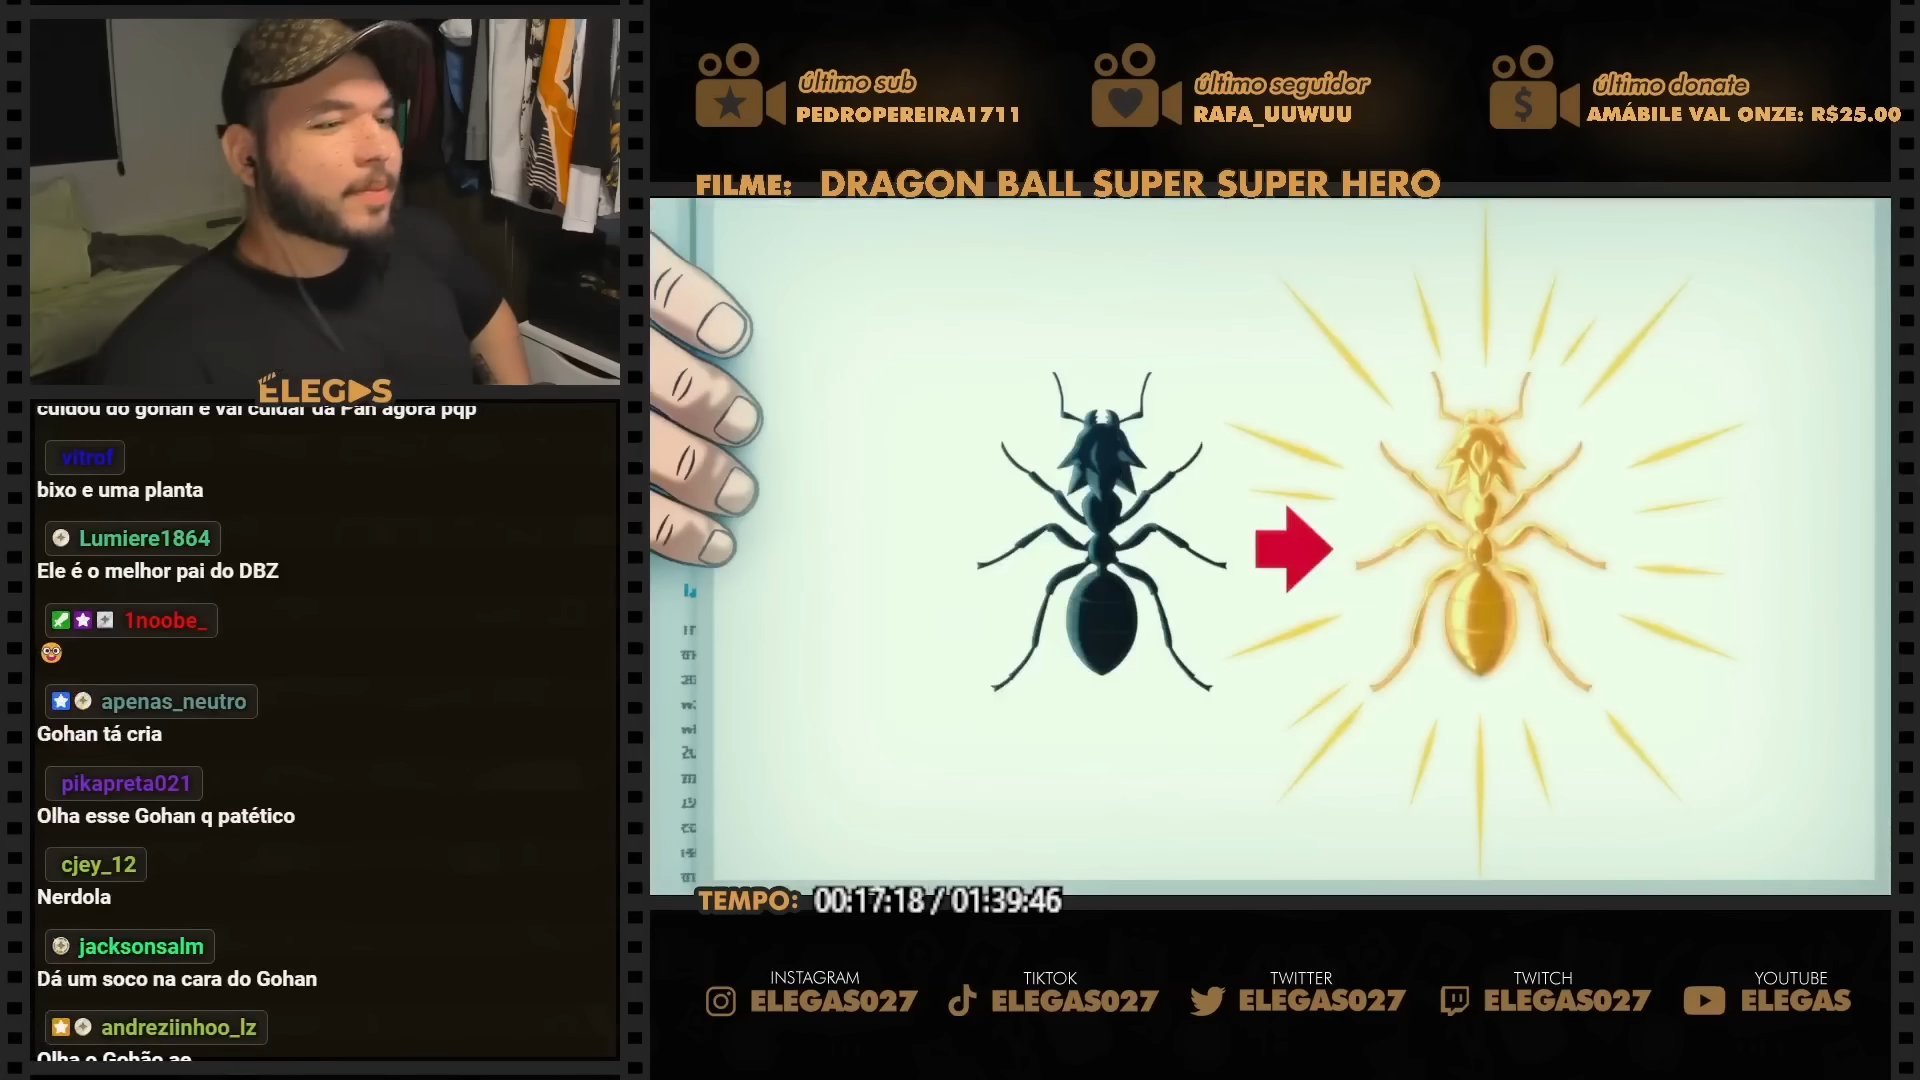 último sub
PEDROPEREIRA1711
último seguidor
RAFA_UUWUU
último donate
AMÁBILE VAL ONZE: R$25.00
FILME: DRAGON BALL SUPER SUPER HERO
ELEGAS
cuidou do gohan e vai cuidar da Pan agora pqp
vitrof
bixo e uma planta
Lumiere1864
Ele é o melhor pai do DBZ
1noobe_
apenas_neutro
Gohan tá cria
pikapreta021
Olha esse Gohan q patético
cjey_12
Nerdola
jacksonsalm
Dá um soco na cara do Gohan
andreziinhoo_lz
Olha o Gohão ae
TEMPO: 00:17:18 / 01:39:46
INSTAGRAM
ELEGAS027
TIKTOK
ELEGAS027
TWITTER
ELEGAS027
TWITCH
ELEGAS027
YOUTUBE
ELEGAS